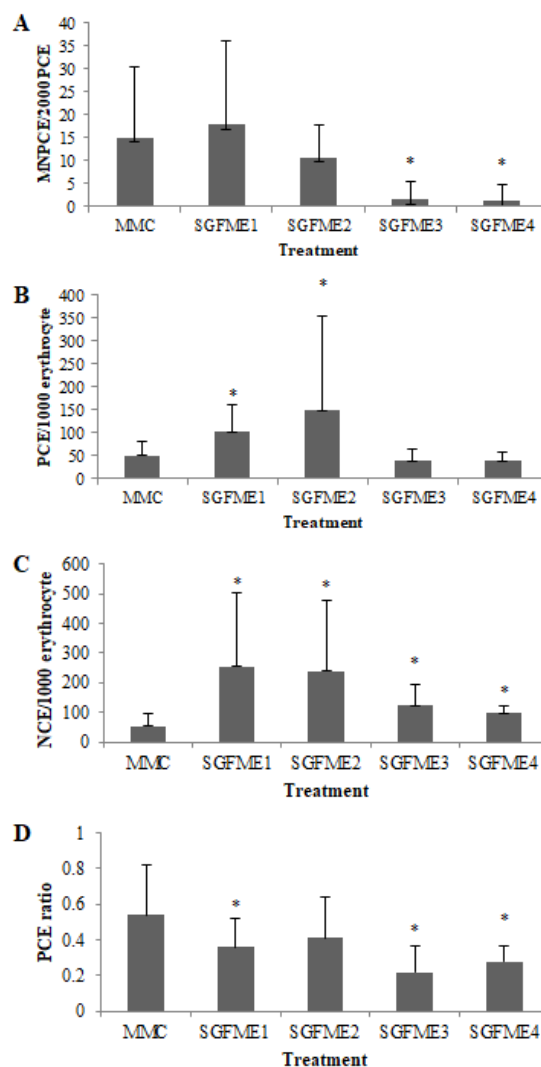 A
MNPCE/2000 PCE
40
35
30
25
20
15
10
5
0
* *
MMC SGFME1 SGFME2 SGFME3 SGFME4
Treatment
B
PCE/1000 erythrocyte
400
350
300
250
200
150
100
50
0
* *
MMC SGFME1 SGFME2 SGFME3 SGFME4
Treatment
C
NCE/1000 erythrocyte
600
500
400
300
200
100
0
* * * *
MMC SGFME1 SGFME2 SGFME3 SGFME4
Treatment
D
PCE ratio
1
0.8
0.6
0.4
0.2
0
* * *
MMC SGFME1 SGFME2 SGFME3 SGFME4
Treatment